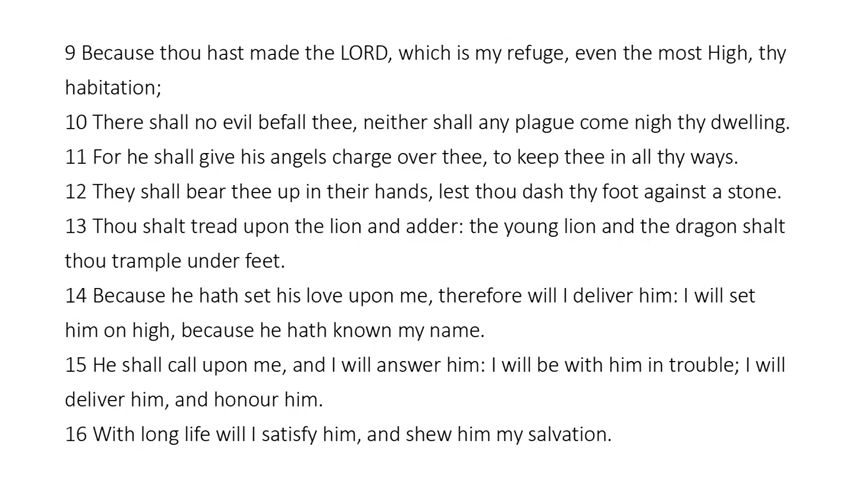 9 Because thou hast made the LORD, which is my refuge, even the most High, thy
habitation;
10 There shall no evil befall thee, neither shall any plague come nigh thy dwelling.
11 For he shall give his angels charge over thee, to keep thee in all thy ways.
12 They shall bear thee up in their hands, lest thou dash thy foot against a stone.
13 Thou shalt tread upon the lion and adder: the young lion and the dragon shalt
thou trample under feet.
14 Because he hath set his love upon me, therefore will I deliver him: I will set
him on high, because he hath known my name.
15 He shall call upon me, and I will answer him: I will be with him in trouble; I will
deliver him, and honour him.
16 With long life will I satisfy him, and shew him my salvation.